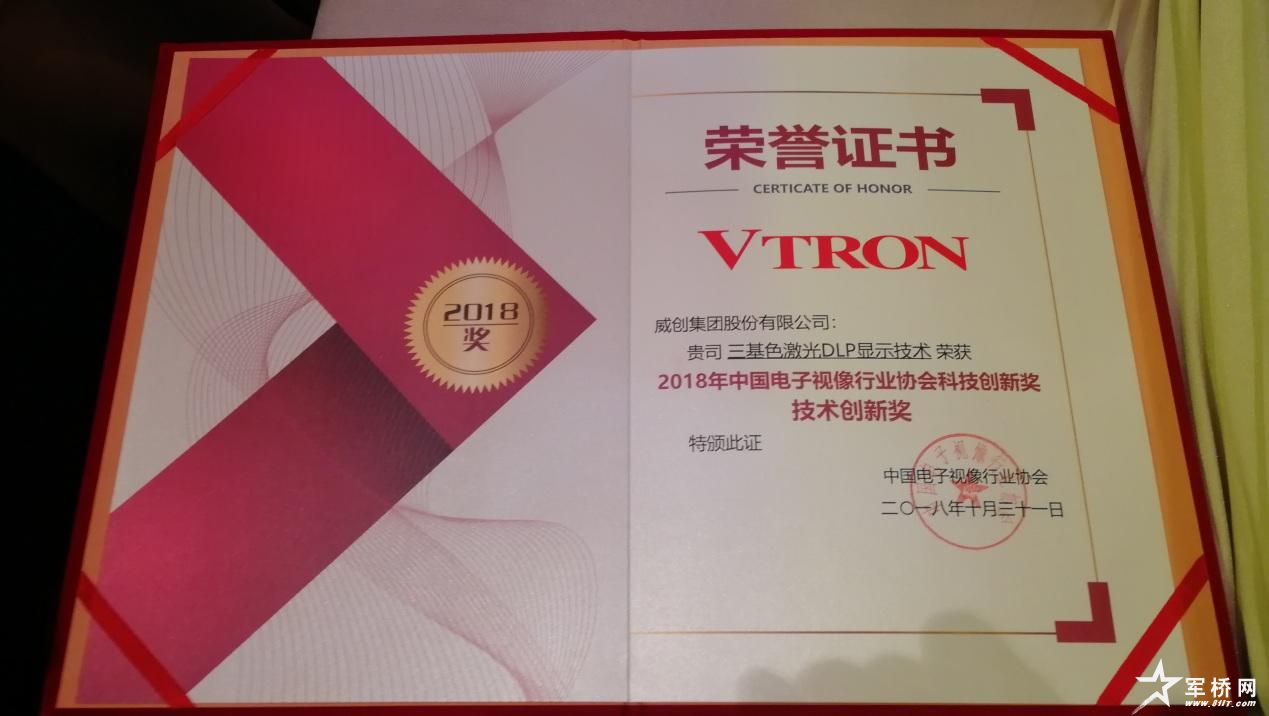 2018
奖
荣誉证书
CERTICATE OF HONOR
VTRON
威创集团股份有限公司：
贵司 三基色激光DLP显示技术 荣获
2018年中国电子视像行业协会科技创新奖
技术创新奖
特颁此证
中国电子视像行业协会
二〇一八年十月三十一日
军桥网
www.81IT.com